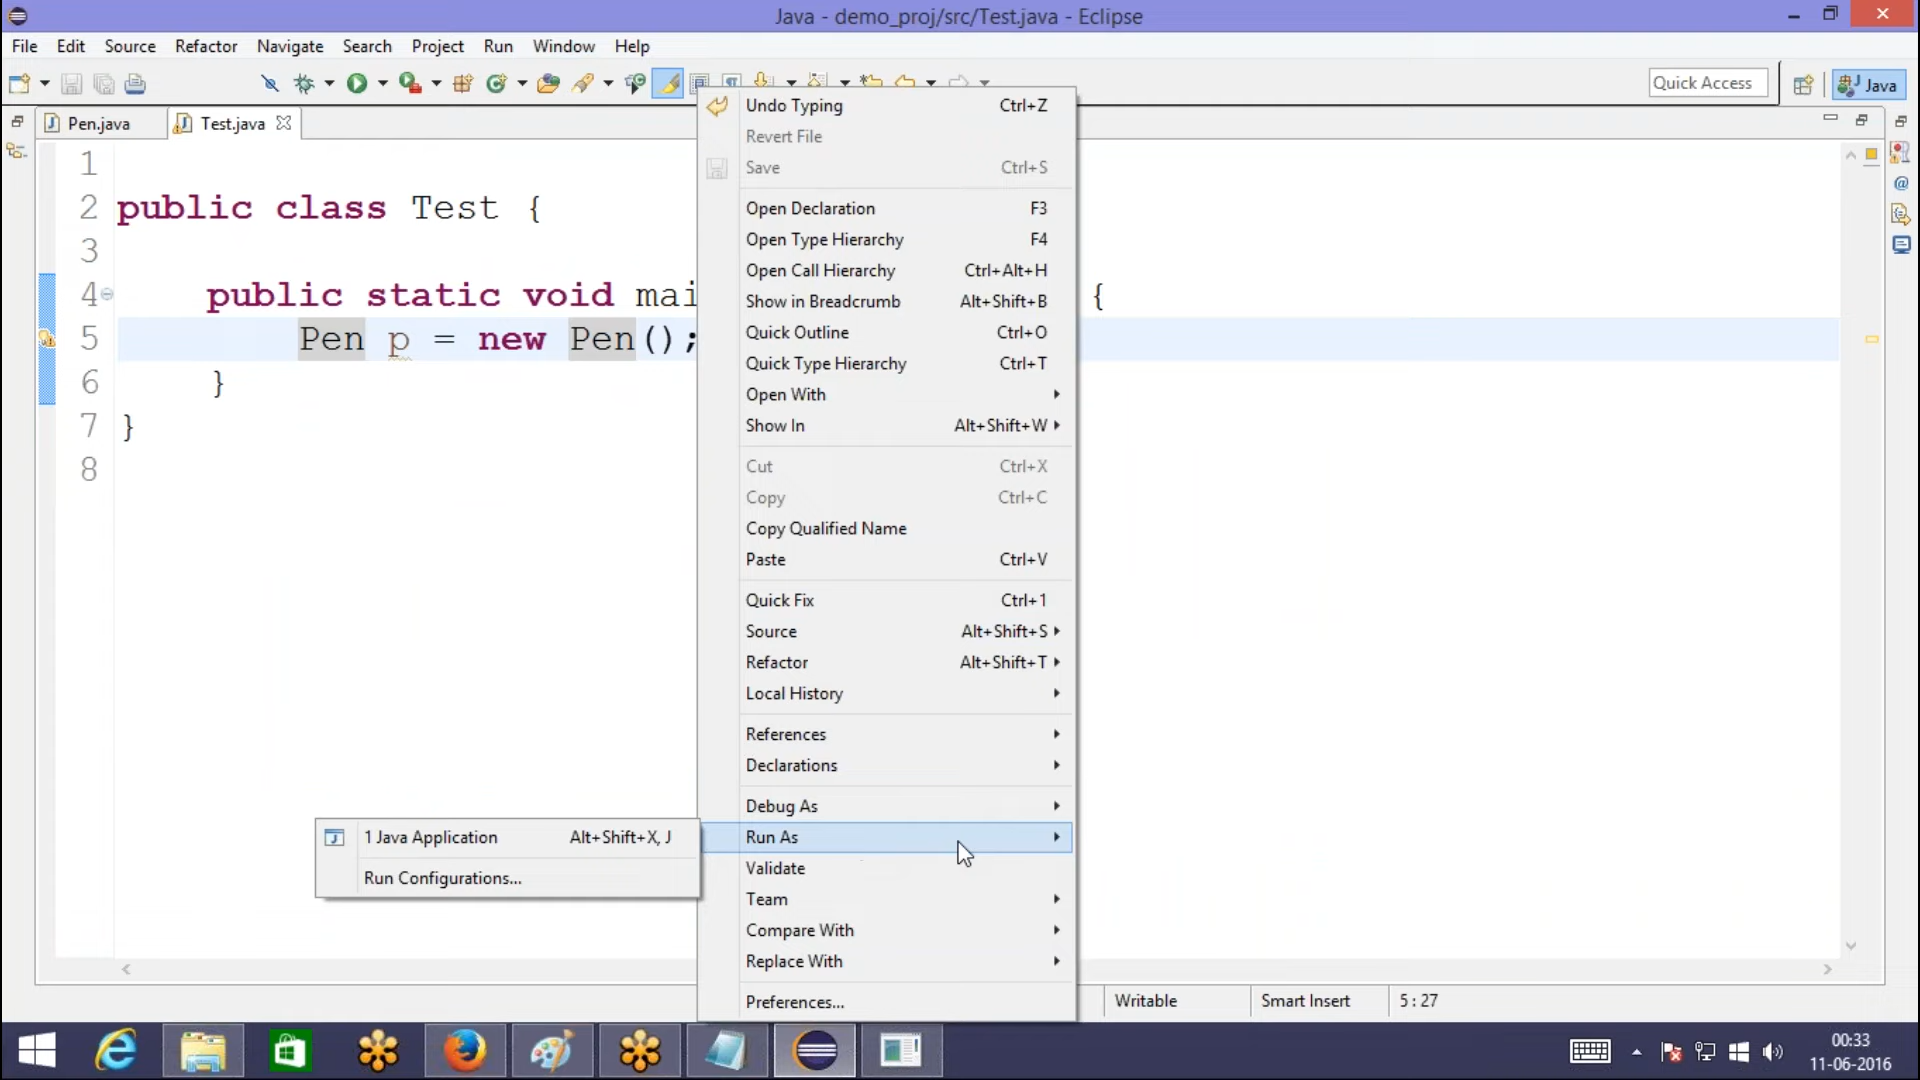 Java - demo_proj/src/Test.java - Eclipse
File Edit Source Refactor Navigate Search Project Run Window Help
Quick Access
Java
Pen.java
Test.java
1
2 public class Test {
3
4 public static void mai {
5 Pen p = new Pen();
6 }
7 }
8
Undo Typing Ctrl+Z
Revert File
Save Ctrl+S
Open Declaration F3
Open Type Hierarchy F4
Open Call Hierarchy Ctrl+Alt+H
Show in Breadcrumb Alt+Shift+B
Quick Outline Ctrl+O
Quick Type Hierarchy Ctrl+T
Open With
Show In Alt+Shift+W
Cut Ctrl+X
Copy Ctrl+C
Copy Qualified Name
Paste Ctrl+V
Quick Fix Ctrl+1
Source Alt+Shift+S
Refactor Alt+Shift+T
Local History
References
Declarations
Debug As
Run As
Validate
Team
Compare With
Replace With
Preferences...
1 Java Application Alt+Shift+X, J
Run Configurations...
Writable Smart Insert 5 : 27
00:33
11-06-2016